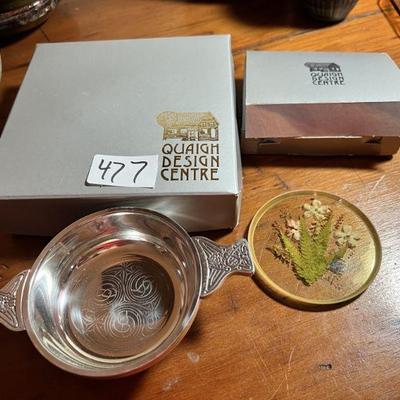 QUAIGH
DESIGN
CENTRE
477
QUAIGH
DESIGN
CENTRE